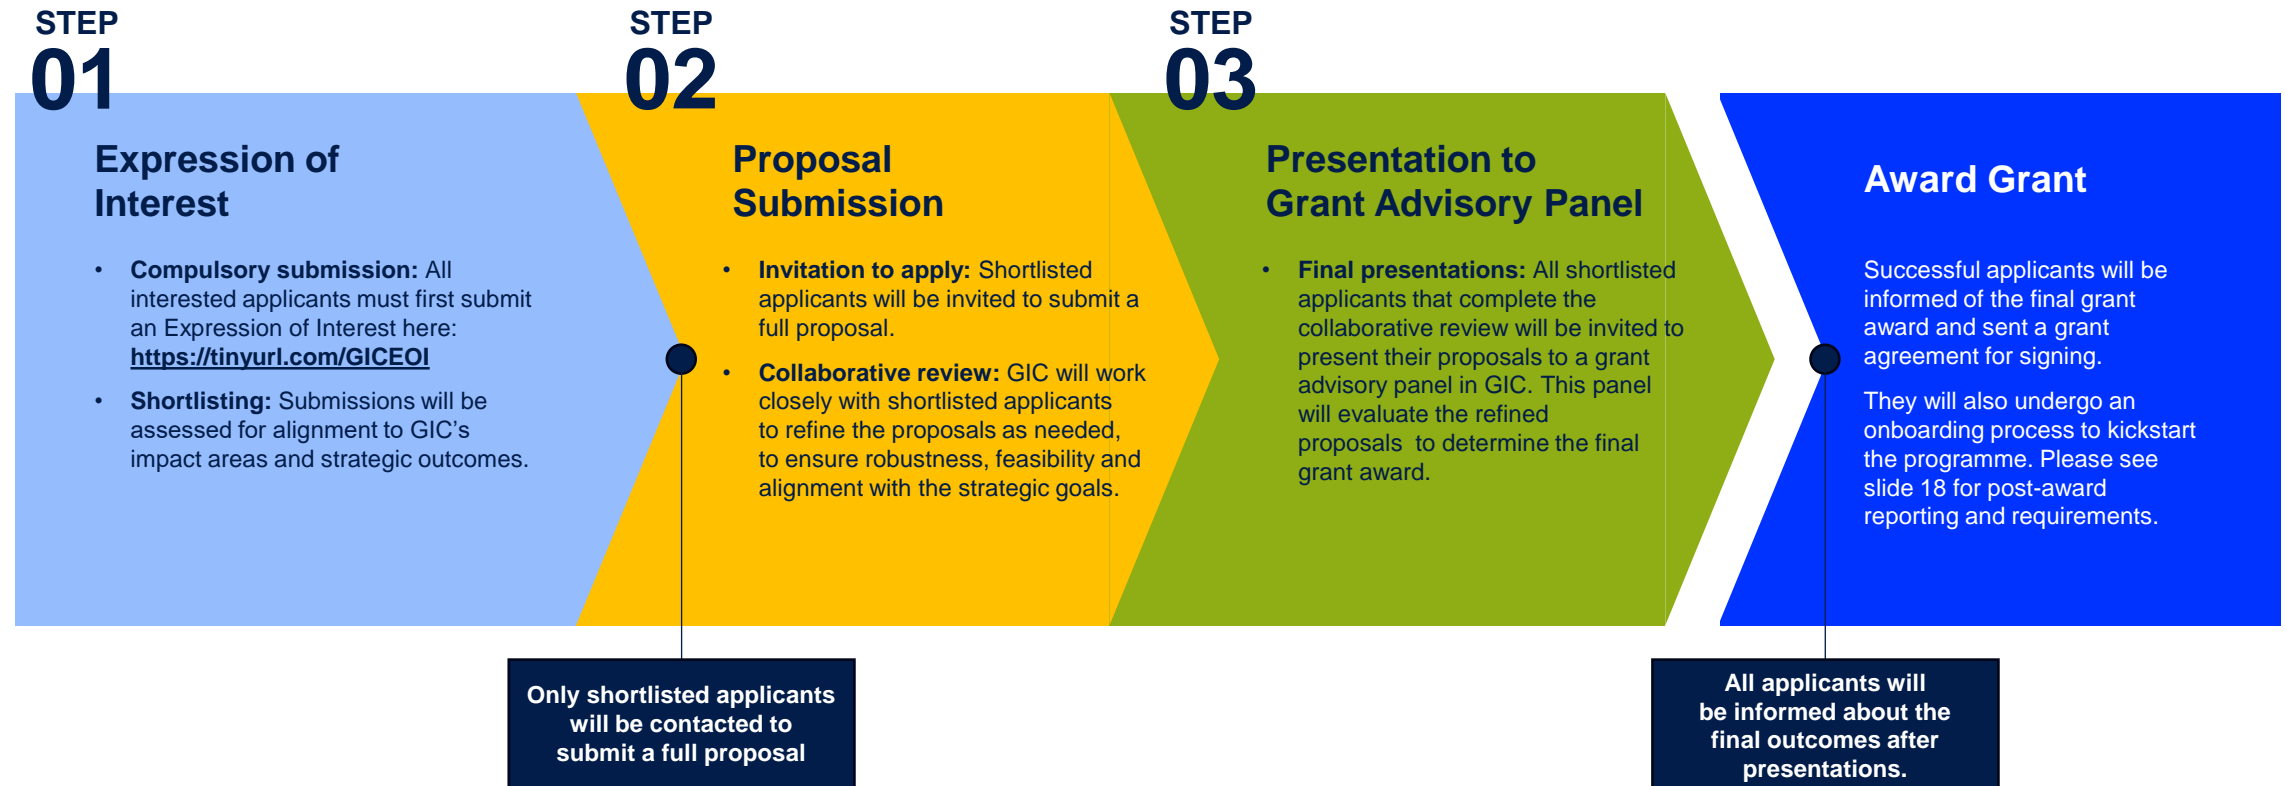 STEP
01
Expression of
Interest
• Compulsory submission: All
interested applicants must first submit
an Expression of Interest here:
https://tinyurl.com/GICEOI
• Shortlisting: Submissions will be
assessed for alignment to GIC's
impact areas and strategic outcomes.
STEP
02
Proposal
Submission
• Invitation to apply: Shortlisted
applicants will be invited to submit a
full proposal.
• Collaborative review: GIC will work
closely with shortlisted applicants
to refine the proposals as needed,
to ensure robustness, feasibility and
alignment with the strategic goals.
Only shortlisted applicants
will be contacted to
submit a full proposal
STEP
03
Presentation to
Grant Advisory Panel
• Final presentations: All shortlisted
applicants that complete the
collaborative review will be invited to
present their proposals to a grant
advisory panel in GIC. This panel
will evaluate the refined
proposals  to determine the final
grant award.
Award Grant
Successful applicants will be
informed of the final grant
award and sent a grant
agreement for signing.
They will also undergo an
onboarding process to kickstart
the programme. Please see
slide 18 for post-award
reporting and requirements.
All applicants will
be informed about the
final outcomes after
presentations.